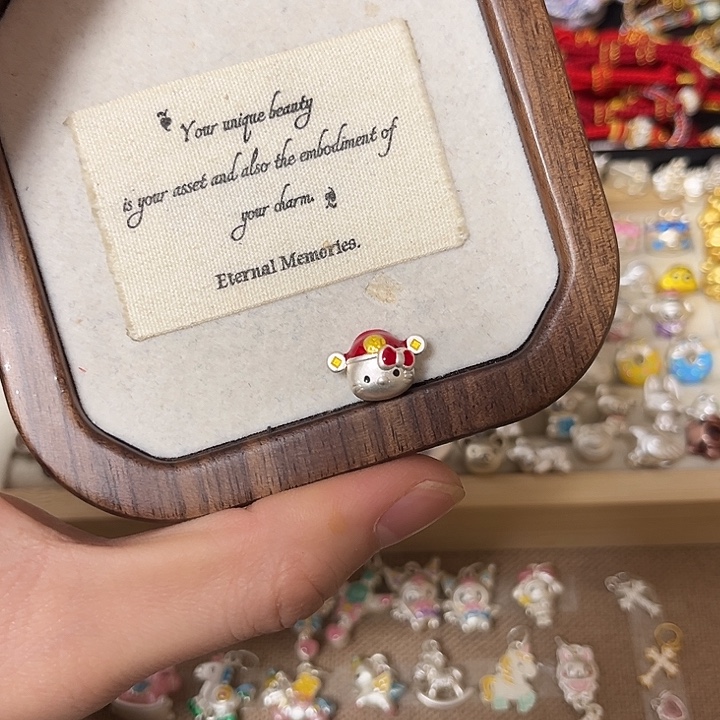 Your unique beauty
is your asset and also the embodiment of
your charm.
Eternal Memories.